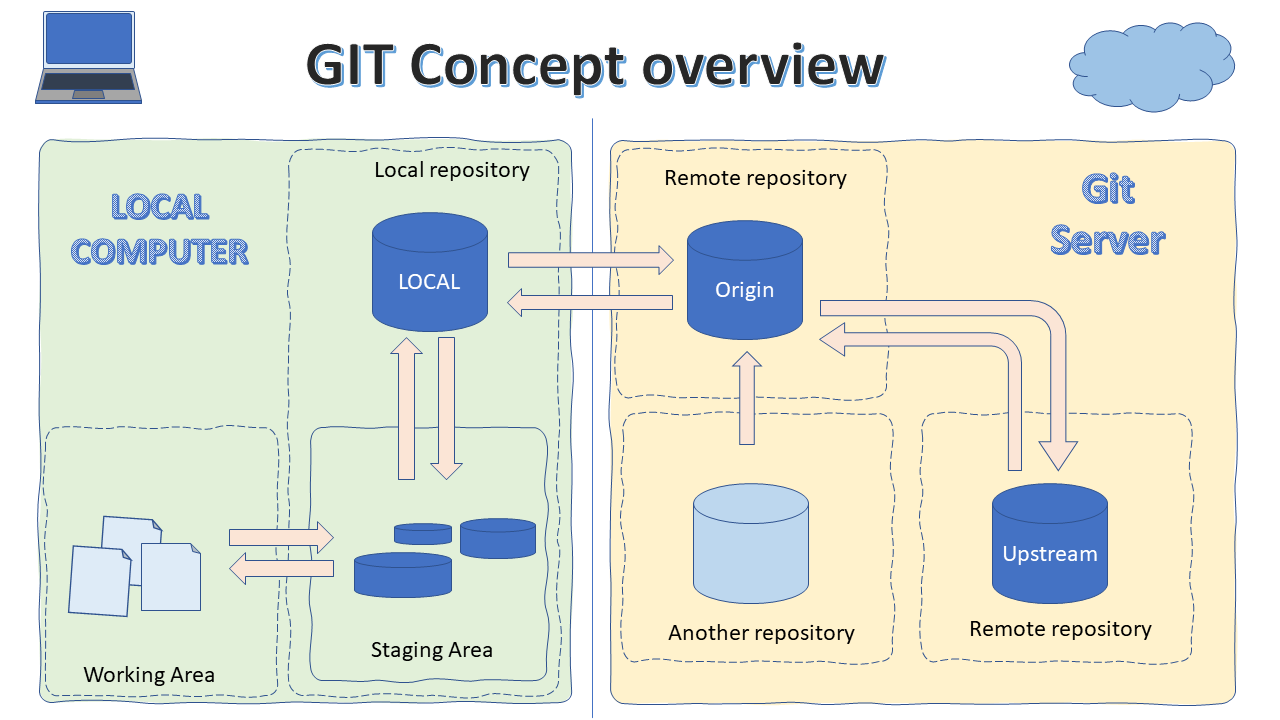 GIT Concept overview
LOCAL
COMPUTER
Local repository
LOCAL
Working Area
Staging Area
Remote repository
Origin
Git
Server
Another repository
Upstream
Remote repository